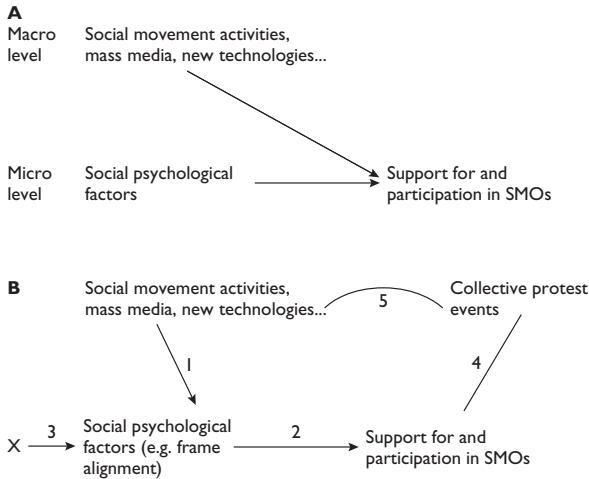 A
Macro level
Social movement activities,
mass media, new technologies...
Micro level
Social psychological
factors
Support for and
participation in SMOs
B
Social movement activities,
mass media, new technologies...
5
Collective protest
events
1
4
X
3
Social psychological
factors (e.g. frame
alignment)
2
Support for and
participation in SMOs